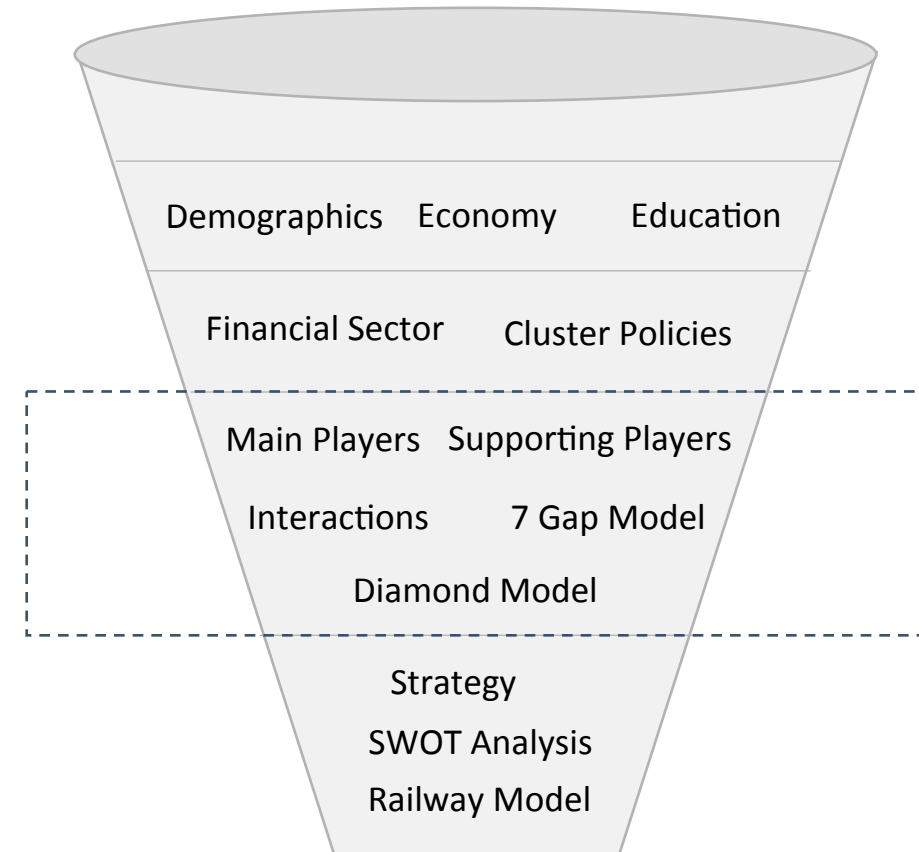 Demographics Economy Education
Financial Sector Cluster Policies
Main Players Supporting Players
Interactions 7 Gap Model
Diamond Model
Strategy
SWOT Analysis
Railway Model